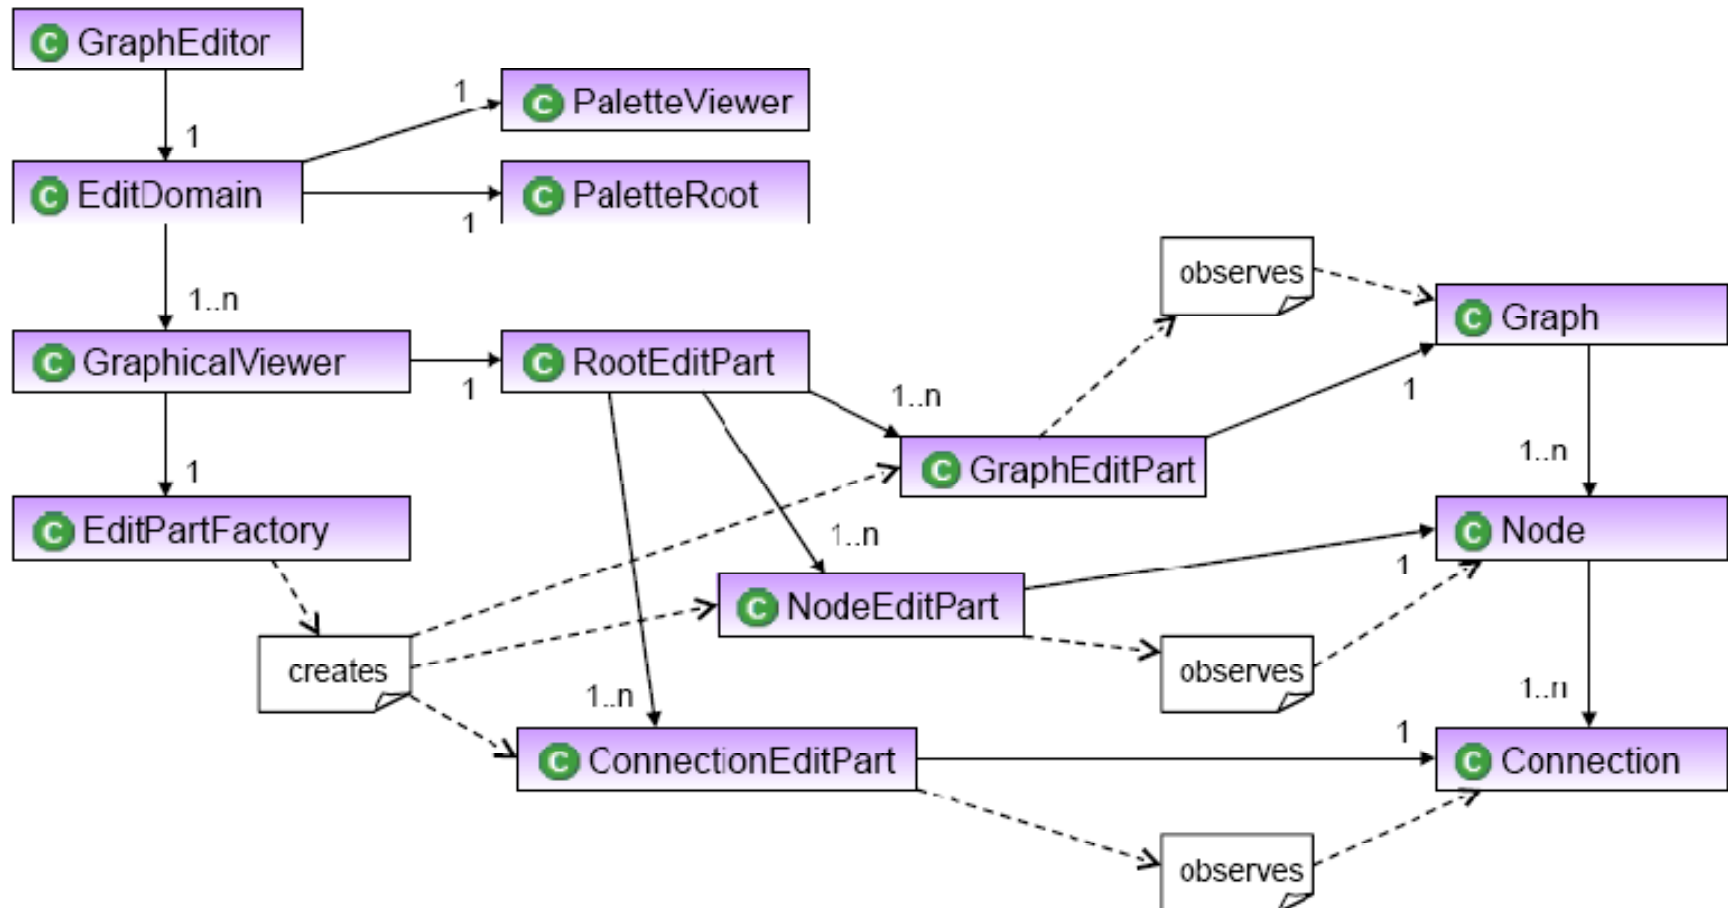 C GraphEditor
1
C PaletteViewer
1
C EditDomain
C PaletteRoot
1
observes
1..n
C Graph
C GraphicalViewer
C RootEditPart
1
1..n
1
1..n
C GraphEditPart
1
C EditPartFactory
C Node
1..n
1
C NodeEditPart
creates
observes
1..n
1..n
1
C ConnectionEditPart
C Connection
observes